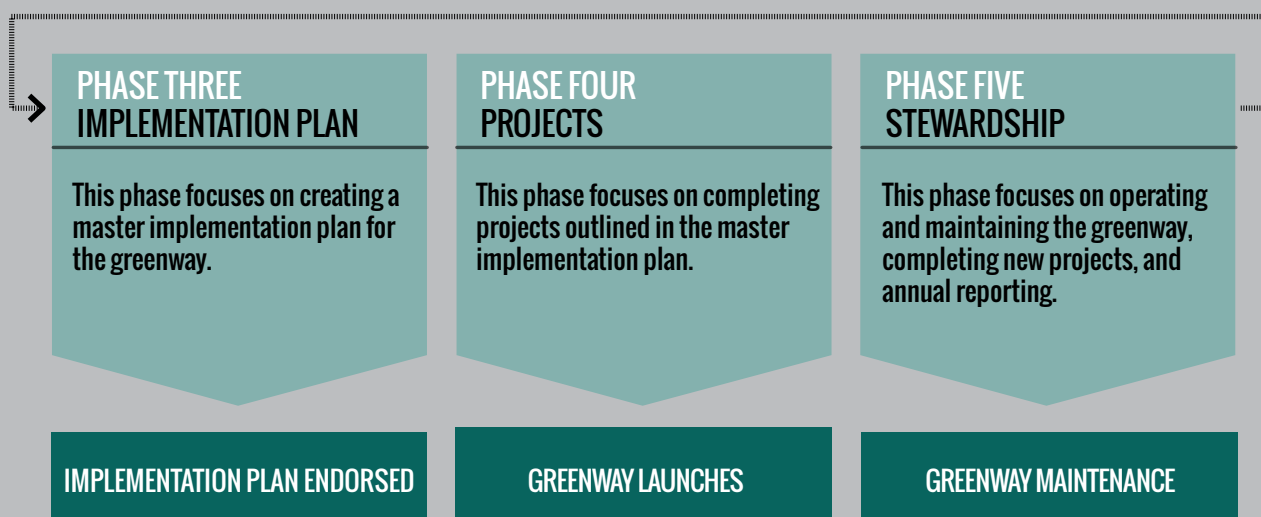 PHASE THREE
IMPLEMENTATION PLAN
This phase focuses on creating a
master implementation plan for
the greenway.
IMPLEMENTATION PLAN ENDORSED
PHASE FOUR
PROJECTS
This phase focuses on completing
projects outlined in the master
implementation plan.
GREENWAY LAUNCHES
PHASE FIVE
STEWARDSHIP
This phase focuses on operating
and maintaining the greenway,
completing new projects, and
annual reporting.
GREENWAY MAINTENANCE